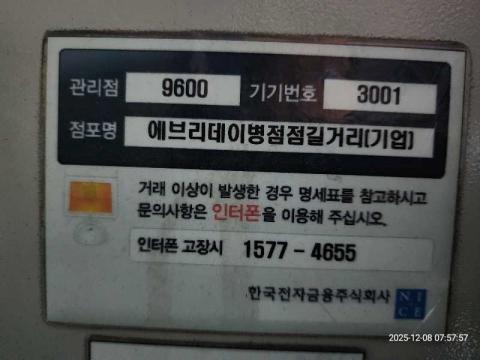 관리점 9600 기기번호 3001
점포명 에브리데이병점점길거리(기업)
거래 이상이 발생한 경우 명세표를 참고하시고
문의사항은 인터폰을 이용해 주십시오.
인터폰 고장시 1577-4655
한국전자금융주식회사 NICE
2025-12-08 07:57:57